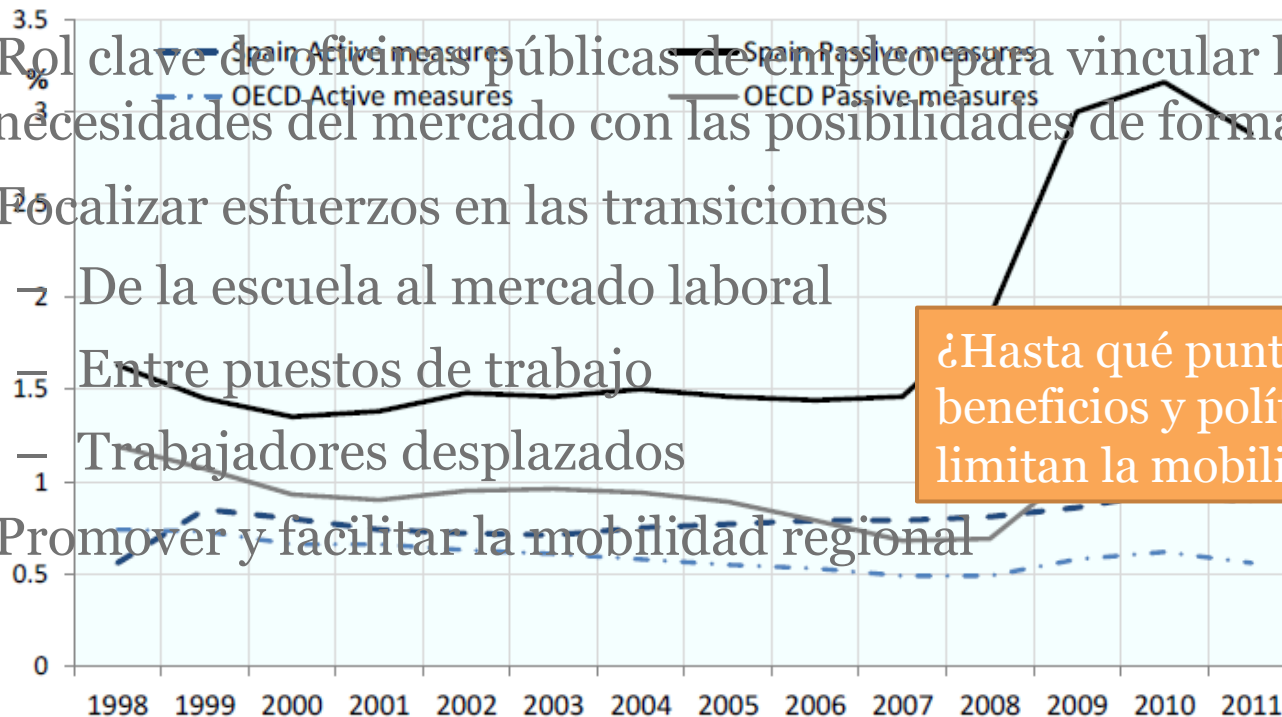 3.5
Spain Active measures Spain Passive measures
Rol clave de oficinas públicas de empleo para vincular
%
OECD Active measures OECD Passive measures
3
necesidades del mercado con las posibilidades de forma
2.5
Focalizar esfuerzos en las transiciones
2
– De la escuela al mercado laboral
¿Hasta qué punt
– Entre puestos de trabajo
1.5
beneficios y polí
– Trabajadores desplazados
limitan la mobili
1
Promover y facilitar la mobilidad regional
0.5
0
1998 1999 2000 2001 2002 2003 2004 2005 2006 2007 2008 2009 2010 2011